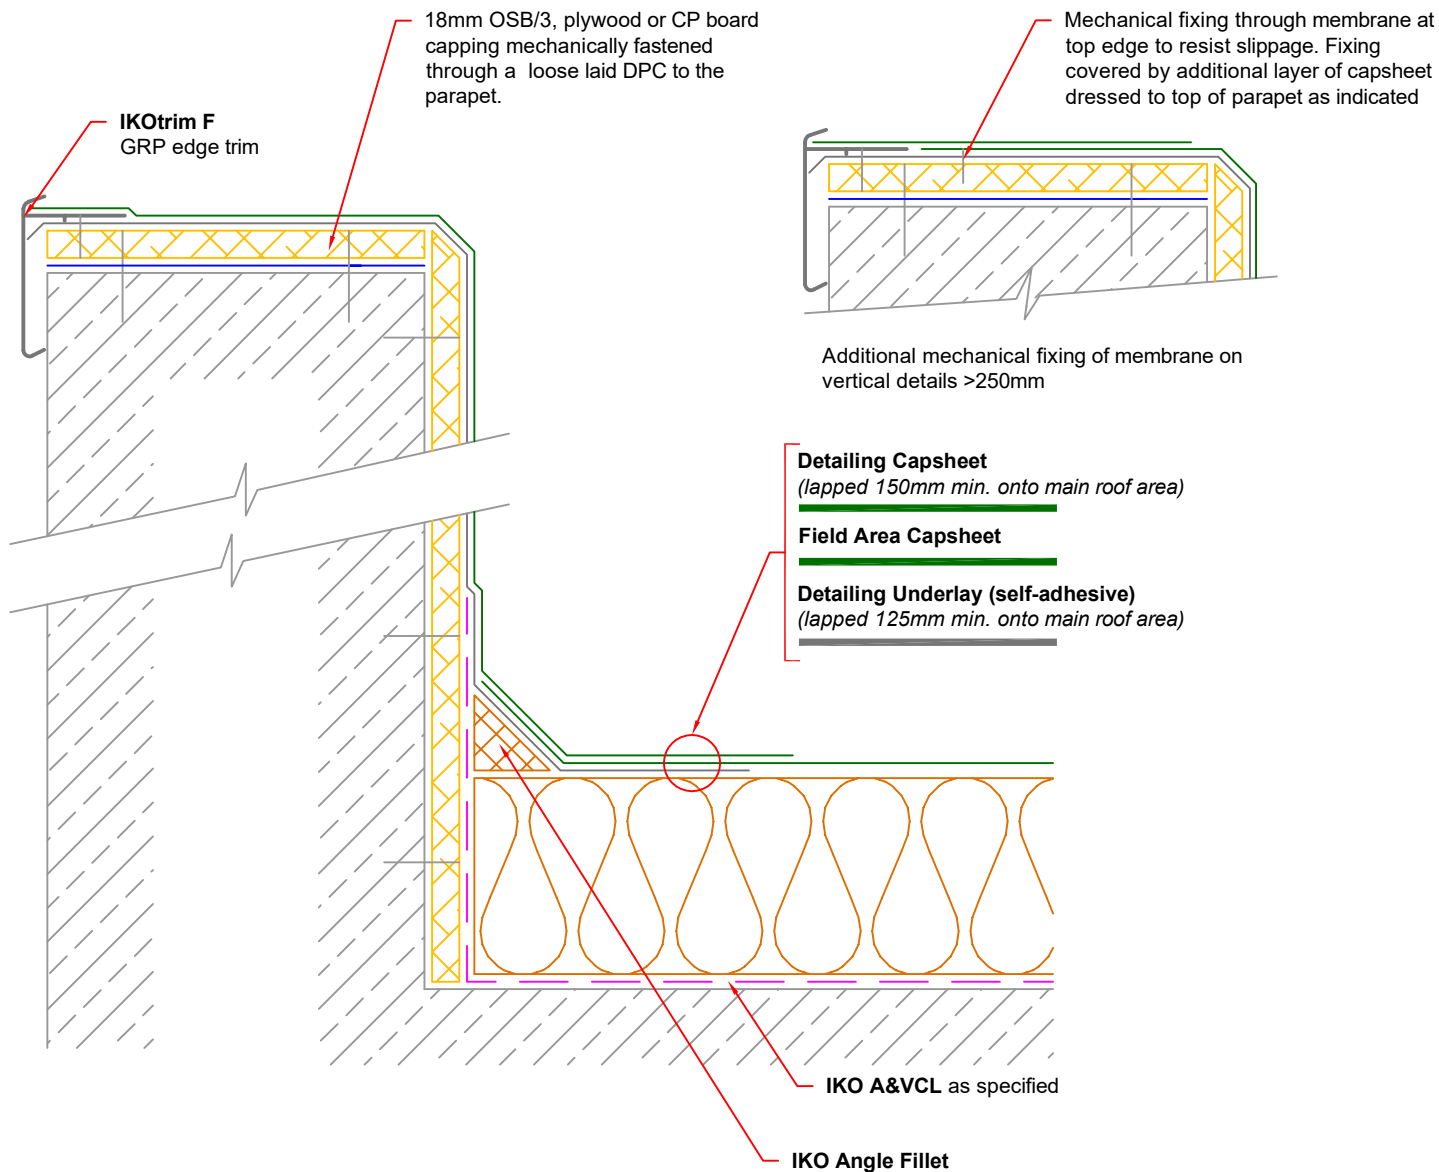 18mm OSB/3, plywood or CP board
capping mechanically fastened
through a loose laid DPC to the
parapet.
Mechanical fixing through membrane at
top edge to resist slippage. Fixing
covered by additional layer of capsheet
dressed to top of parapet as indicated
IKOtrim F
GRP edge trim
Additional mechanical fixing of membrane on
vertical details >250mm
Detailing Capsheet
(lapped 150mm min. onto main roof area)
Field Area Capsheet
Detailing Underlay (self-adhesive)
(lapped 125mm min. onto main roof area)
IKO A&VCL as specified
IKO Angle Fillet